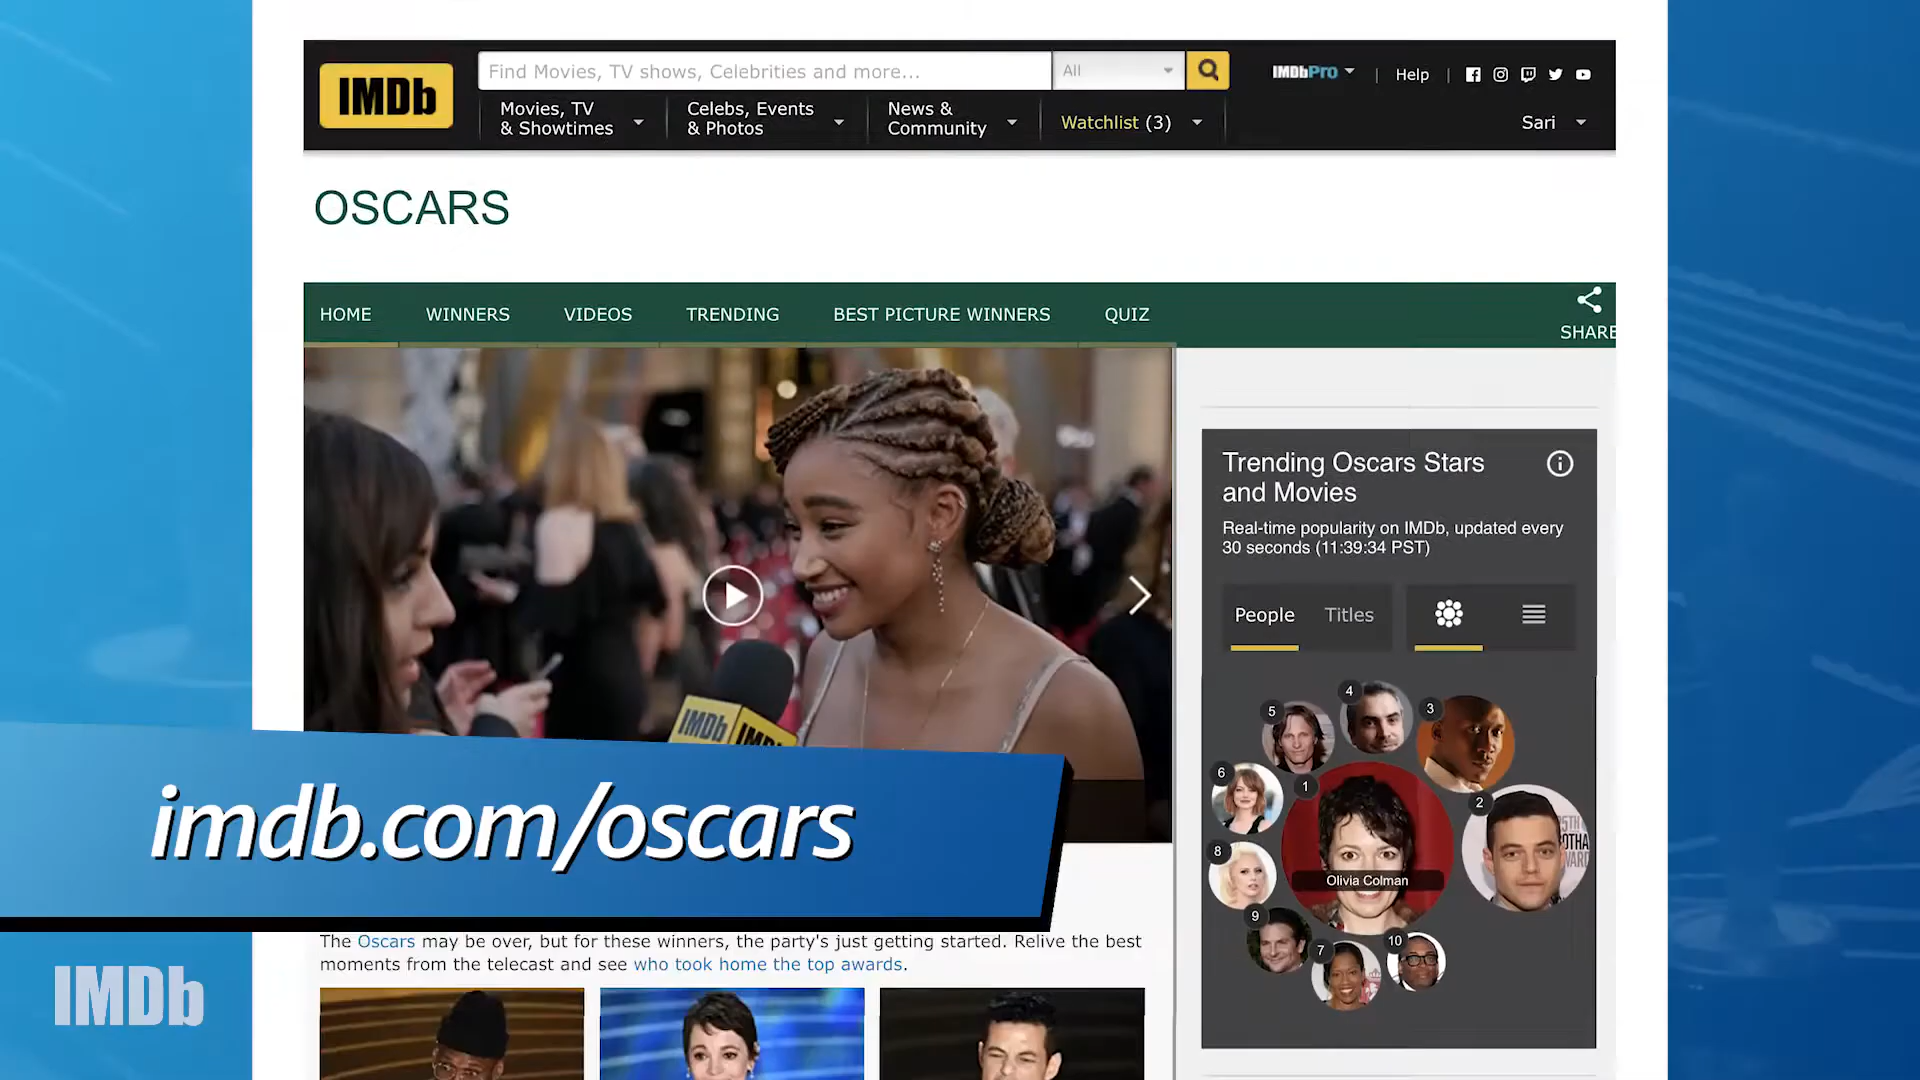 IMDb
Find Movies, TV shows, Celebrities and more...
All
IMDbPro
Help
Movies, TV
& Showtimes
Celebs, Events
& Photos
News &
Community
Watchlist (3)
Sari
OSCARS
HOME
WINNERS
VIDEOS
TRENDING
BEST PICTURE WINNERS
QUIZ
SHARE
IMDb
Trending Oscars Stars
and Movies
Real-time popularity on IMDb, updated every
30 seconds (11:39:34 PST)
People
Titles
4
5
3
6
1
2
8
Olivia Colman
9
7
10
imdb.com/oscars
The Oscars may be over, but for these winners, the party's just getting started. Relive the best
moments from the telecast and see who took home the top awards.
IMDb